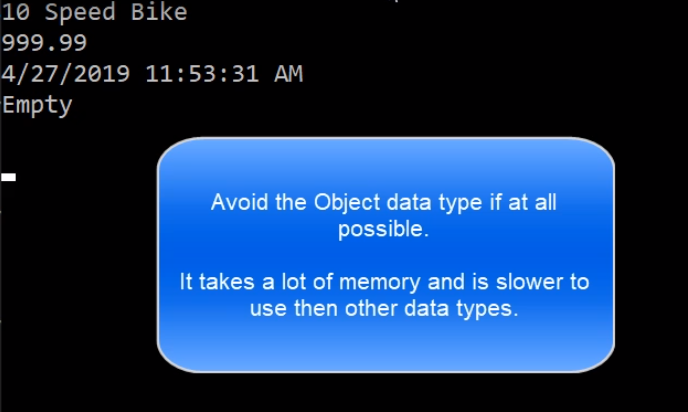 10 Speed Bike
999.99
4/27/2019 11:53:31 AM
Empty
Avoid the Object data type if at all
possible.
It takes a lot of memory and is slower to
use then other data types.